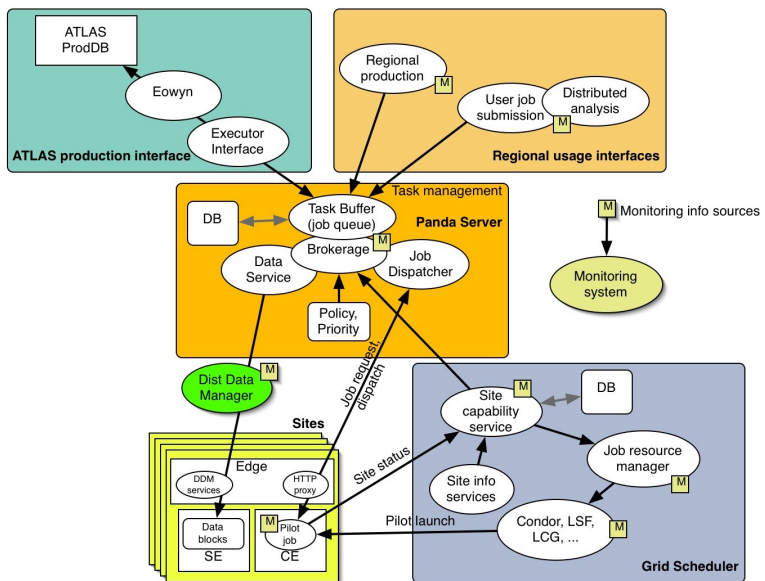 ATLAS
ProdDB
Eowyn
Executor
Interface
ATLAS production interface
Regional
production
M
User job
submission
M
Distributed
analysis
Regional usage interfaces
Task management
Task Buffer
(job queue)
Panda Server
DB
Brokerage
M
Data
Service
Job
Dispatcher
Policy,
Priority
M
Monitoring info sources
Monitoring
system
Job request,
dispatch
Dist Data
Manager
M
Sites
Edge
DDM
services
HTTP
proxy
Data
blocks
SE
M
Pilot
job
CE
Site status
Pilot launch
Site
capability
service
M
DB
Job resource
manager
M
Site info
services
Condor, LSF,
LCG, ...
M
Grid Scheduler